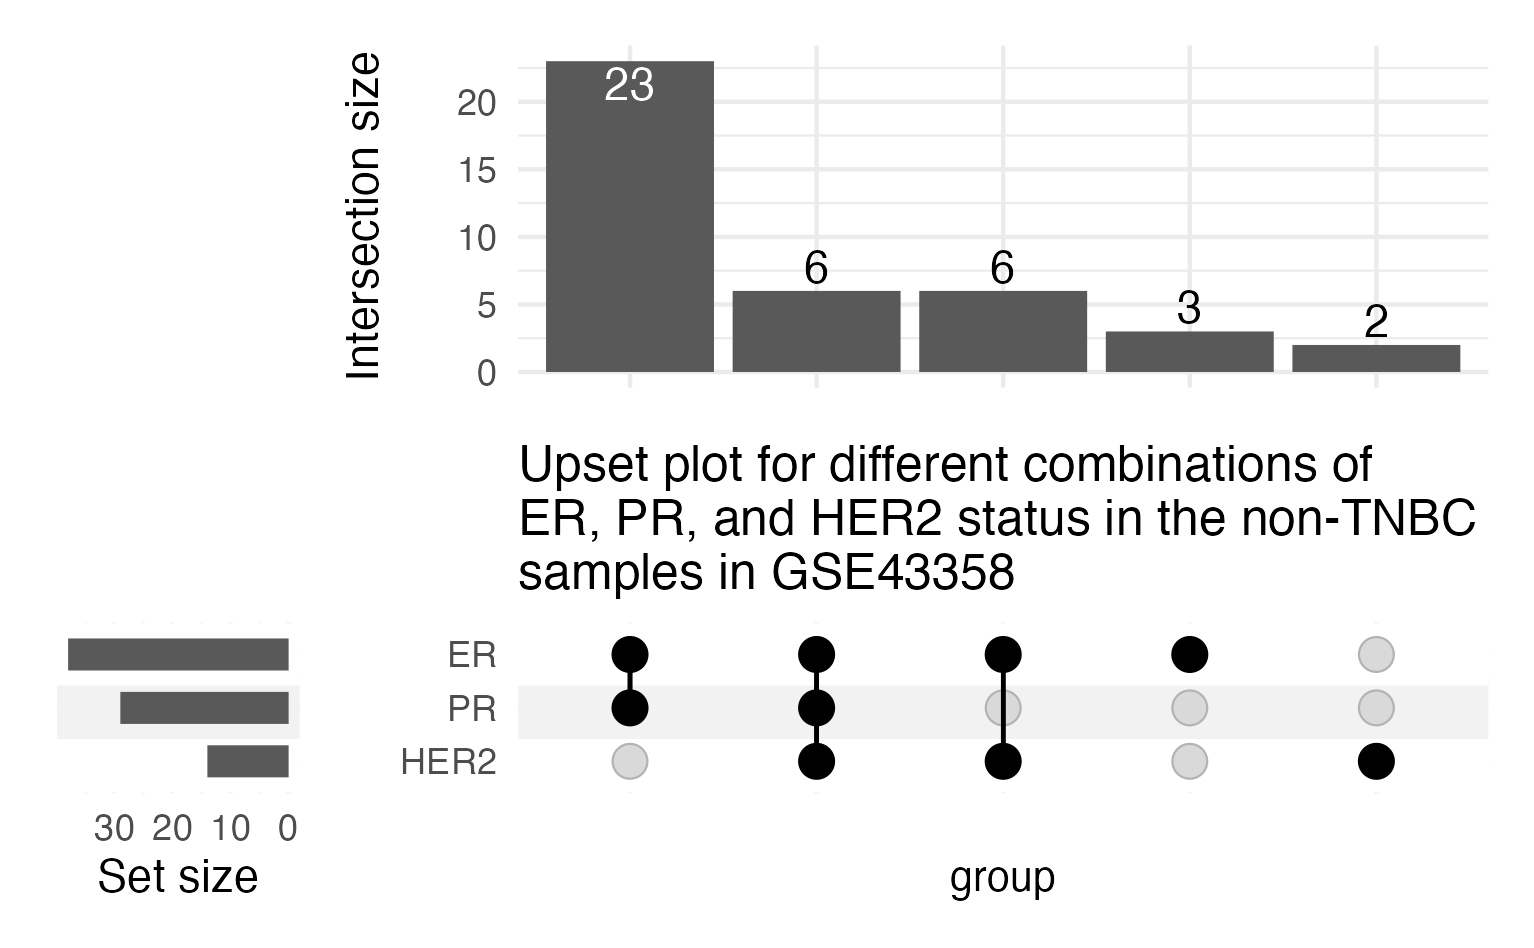 Intersection size
20
15
10
5
0
23
6
6
3
2
Upset plot for different combinations of
ER, PR, and HER2 status in the non-TNBC
samples in GSE43358
ER
PR
HER2
30 20 10 0
Set size
group